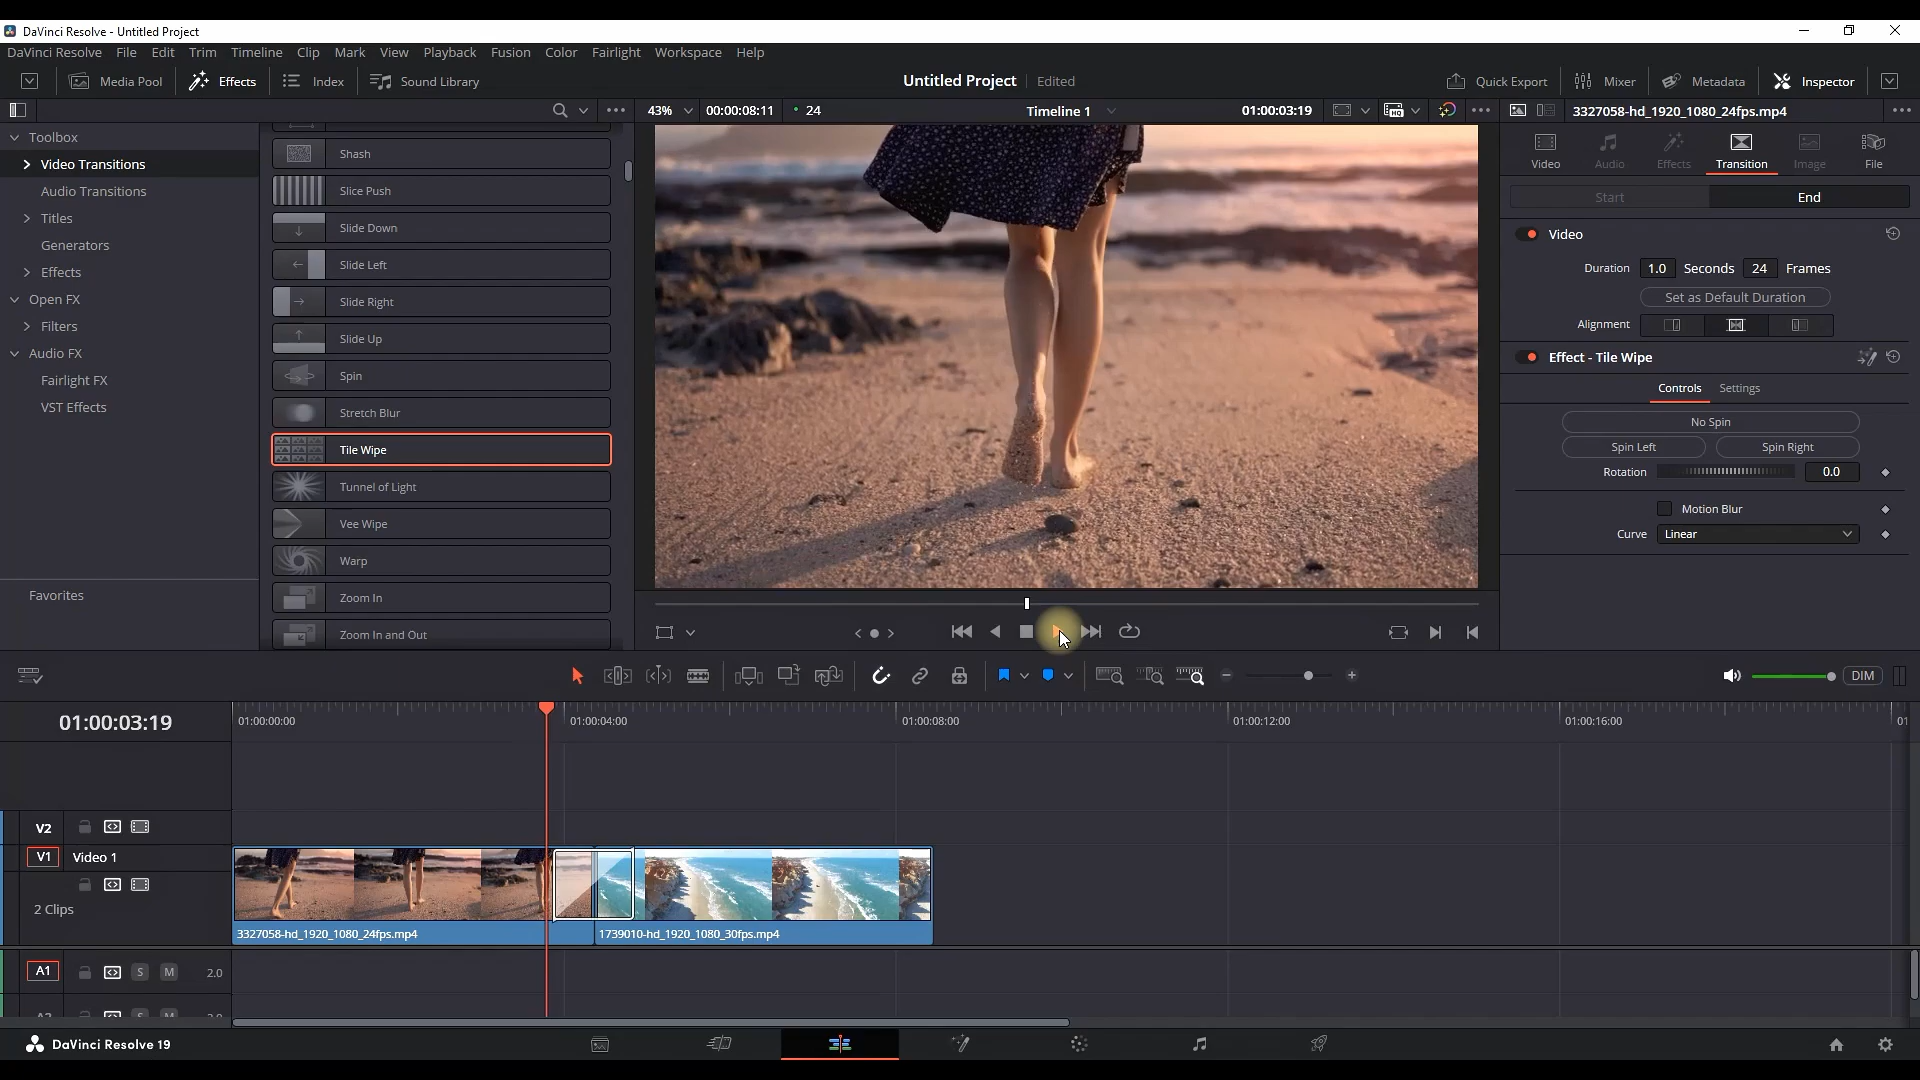 DaVinci Resolve - Untitled Project
DaVinci Resolve File Edit Trim Timeline Clip Mark View Playback Fusion Color Fairlight Workspace Help
Media Pool Effects Index Sound Library Untitled Project Edited Quick Export Mixer Metadata Inspector
43% 00:00:08:11 24 Timeline 1 01:00:03:19 3327058-hd_1920_1080_24fps.mp4
Toolbox
Video Transitions
Audio Transitions
Titles
Generators
Effects
Open FX
Filters
Audio FX
Fairlight FX
VST Effects
Favorites
Shash
Slice Push
Slide Down
Slide Left
Slide Right
Slide Up
Spin
Stretch Blur
Tile Wipe
Tunnel of Light
Vee Wipe
Warp
Zoom In
Zoom In and Out
Video Audio Effects Transition Image File
Start End
Video
Duration 1.0 Seconds 24 Frames
Set as Default Duration
Alignment
Effect - Tile Wipe
Controls Settings
No Spin
Spin Left Spin Right
Rotation 0.0
Motion Blur
Curve Linear
DIM
01:00:03:19
01:00:00:00 01:00:04:00 01:00:08:00 01:00:12:00 01:00:16:00 01
V2
V1 Video 1
2 Clips
3327058-hd_1920_1080_24fps.mp4 1739010-hd_1920_1080_30fps.mp4
A1 S M 2.0
DaVinci Resolve 19